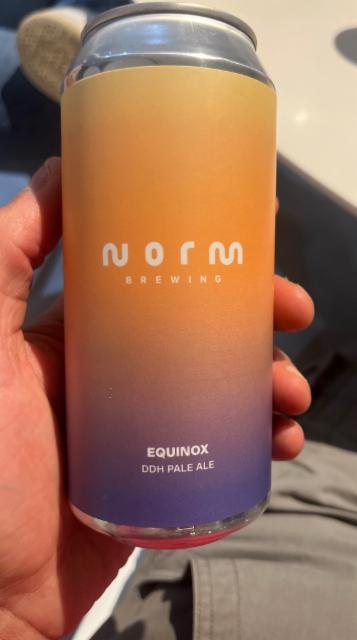 NORM
BREWING
EQUINOX
DDH PALE ALE